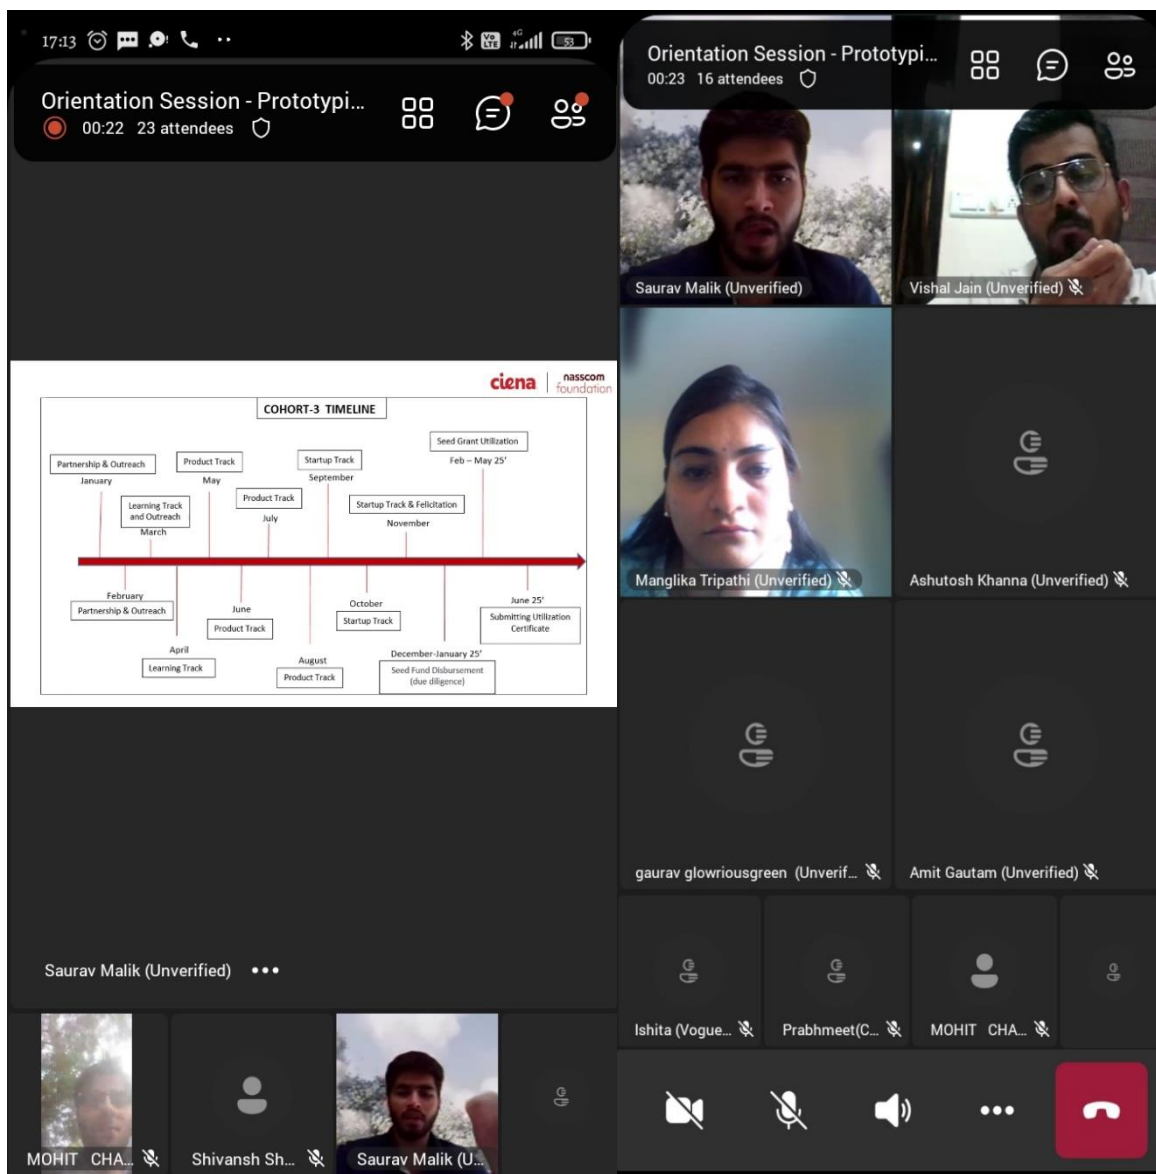 17:13
Vo LTE
4G
53
Orientation Session - Prototypi...
00:22 23 attendees
ciena
nasscom
foundation
COHORT-3 TIMELINE
Partnership & Outreach
January
Learning Track
and Outreach
March
Product Track
May
Product Track
July
Startup Track
September
Startup Track & Felicitation
November
Seed Grant Utilization
Feb – May 25'
February
Partnership & Outreach
April
Learning Track
June
Product Track
August
Product Track
October
Startup Track
December-January 25'
Seed Fund Disbursement
(due diligence)
June 25'
Submitting Utilization
Certificate
Saurav Malik (Unverified)
MOHIT CHA...
Shivansh Sh...
Saurav Malik (U...
Orientation Session - Prototypi...
00:23 16 attendees
Saurav Malik (Unverified)
Vishal Jain (Unverified)
Manglika Tripathi (Unverified)
Ashutosh Khanna (Unverified)
gaurav glowriousgreen (Unverif...
Amit Gautam (Unverified)
Ishita (Vogue...
Prabhmeet(C...
MOHIT CHA...